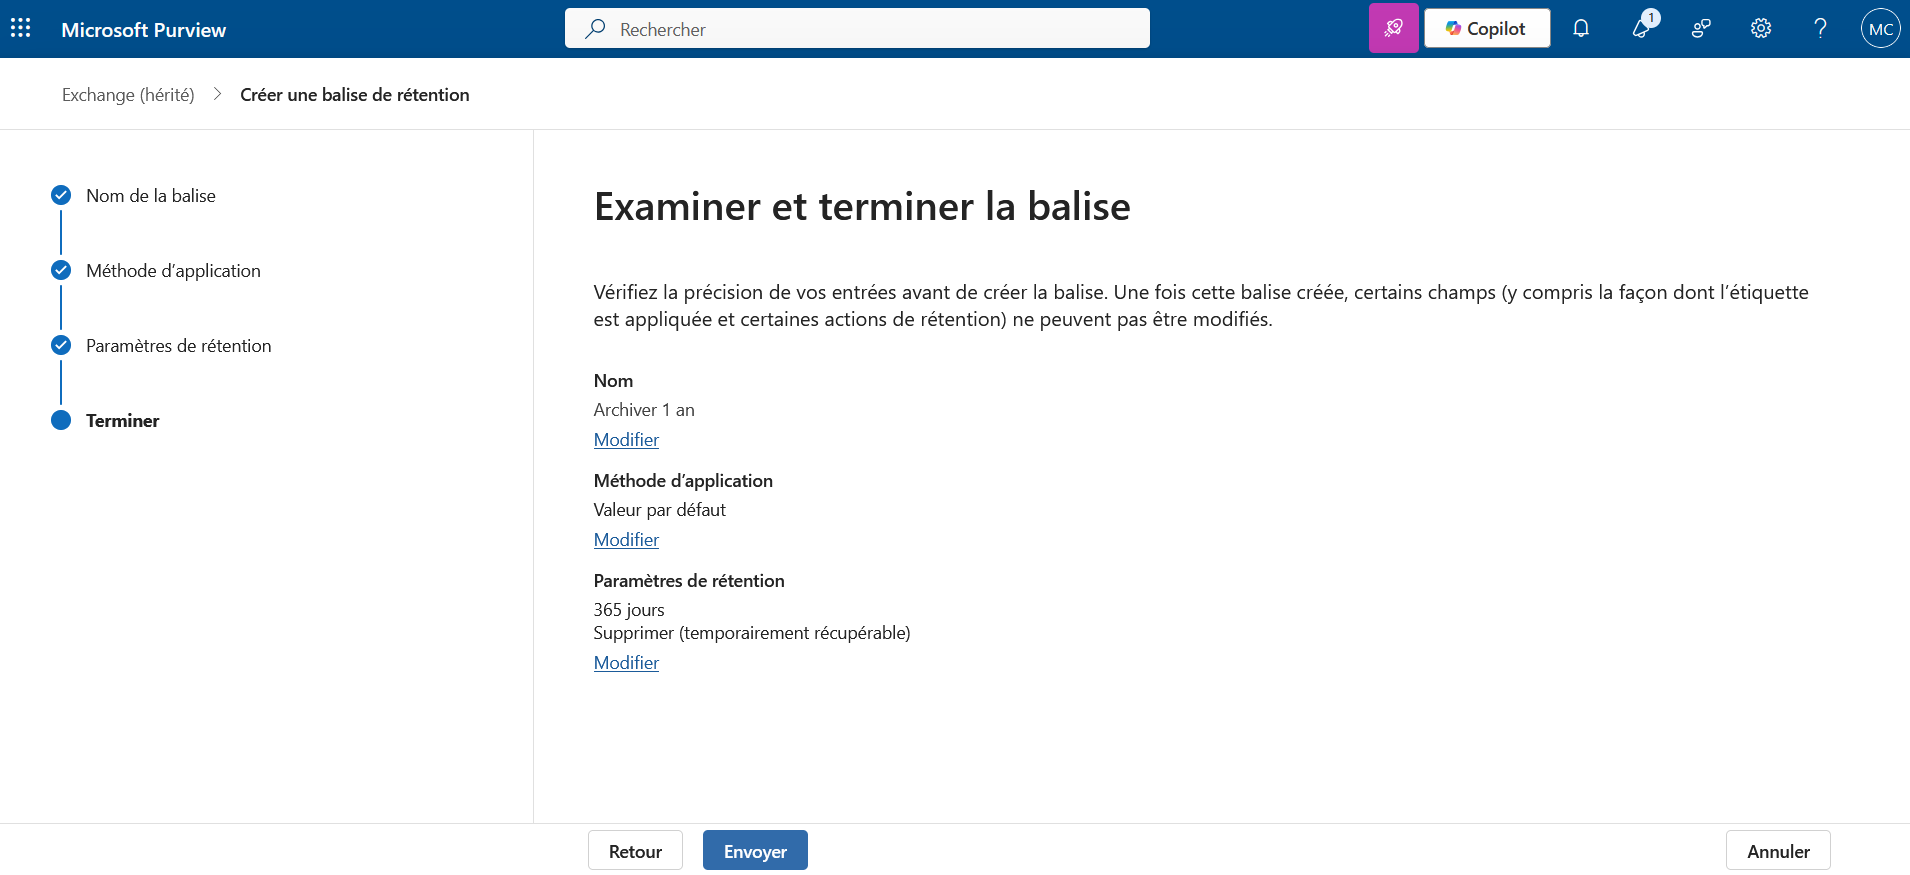 Microsoft Purview
Rechercher
Copilot
1
MC
Exchange (hérité)
Créer une balise de rétention
Nom de la balise
Méthode d’application
Paramètres de rétention
Terminer
Examiner et terminer la balise
Vérifiez la précision de vos entrées avant de créer la balise. Une fois cette balise créée, certains champs (y compris la façon dont l’étiquette
est appliquée et certaines actions de rétention) ne peuvent pas être modifiés.
Nom
Archiver 1 an
Modifier
Méthode d’application
Valeur par défaut
Modifier
Paramètres de rétention
365 jours
Supprimer (temporairement récupérable)
Modifier
Retour
Envoyer
Annuler